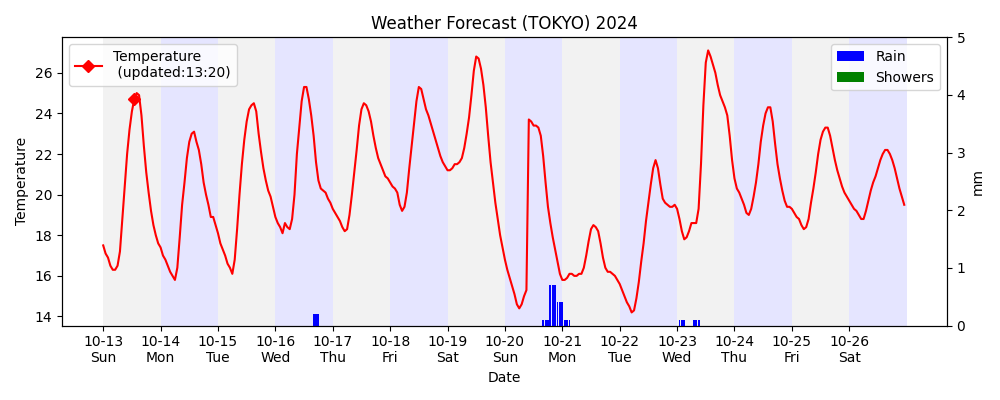 Weather Forecast (TOKYO) 2024
Temperature
(updated:13:20)
Rain
Showers
Temperature
26
24
22
20
18
16
14
5
4
3
2
1
0
mm
10-13 10-14 10-15 10-16 10-17 10-18 10-19 10-20 10-21 10-22 10-23 10-24 10-25 10-26
Sun Mon Tue Wed Thu Fri Sat Sun Mon Tue Wed Thu Fri Sat
Date